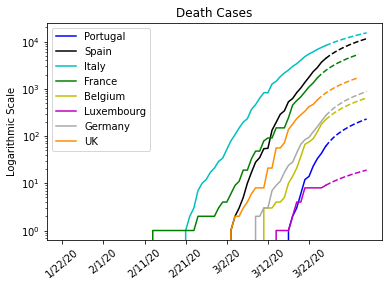 Death Cases
Logarithmic Scale
10⁴
10³
10²
10¹
10⁰
Portugal
Spain
Italy
France
Belgium
Luxembourg
Germany
UK
1/22/20
2/1/20
2/11/20
2/21/20
3/2/20
3/12/20
3/22/20